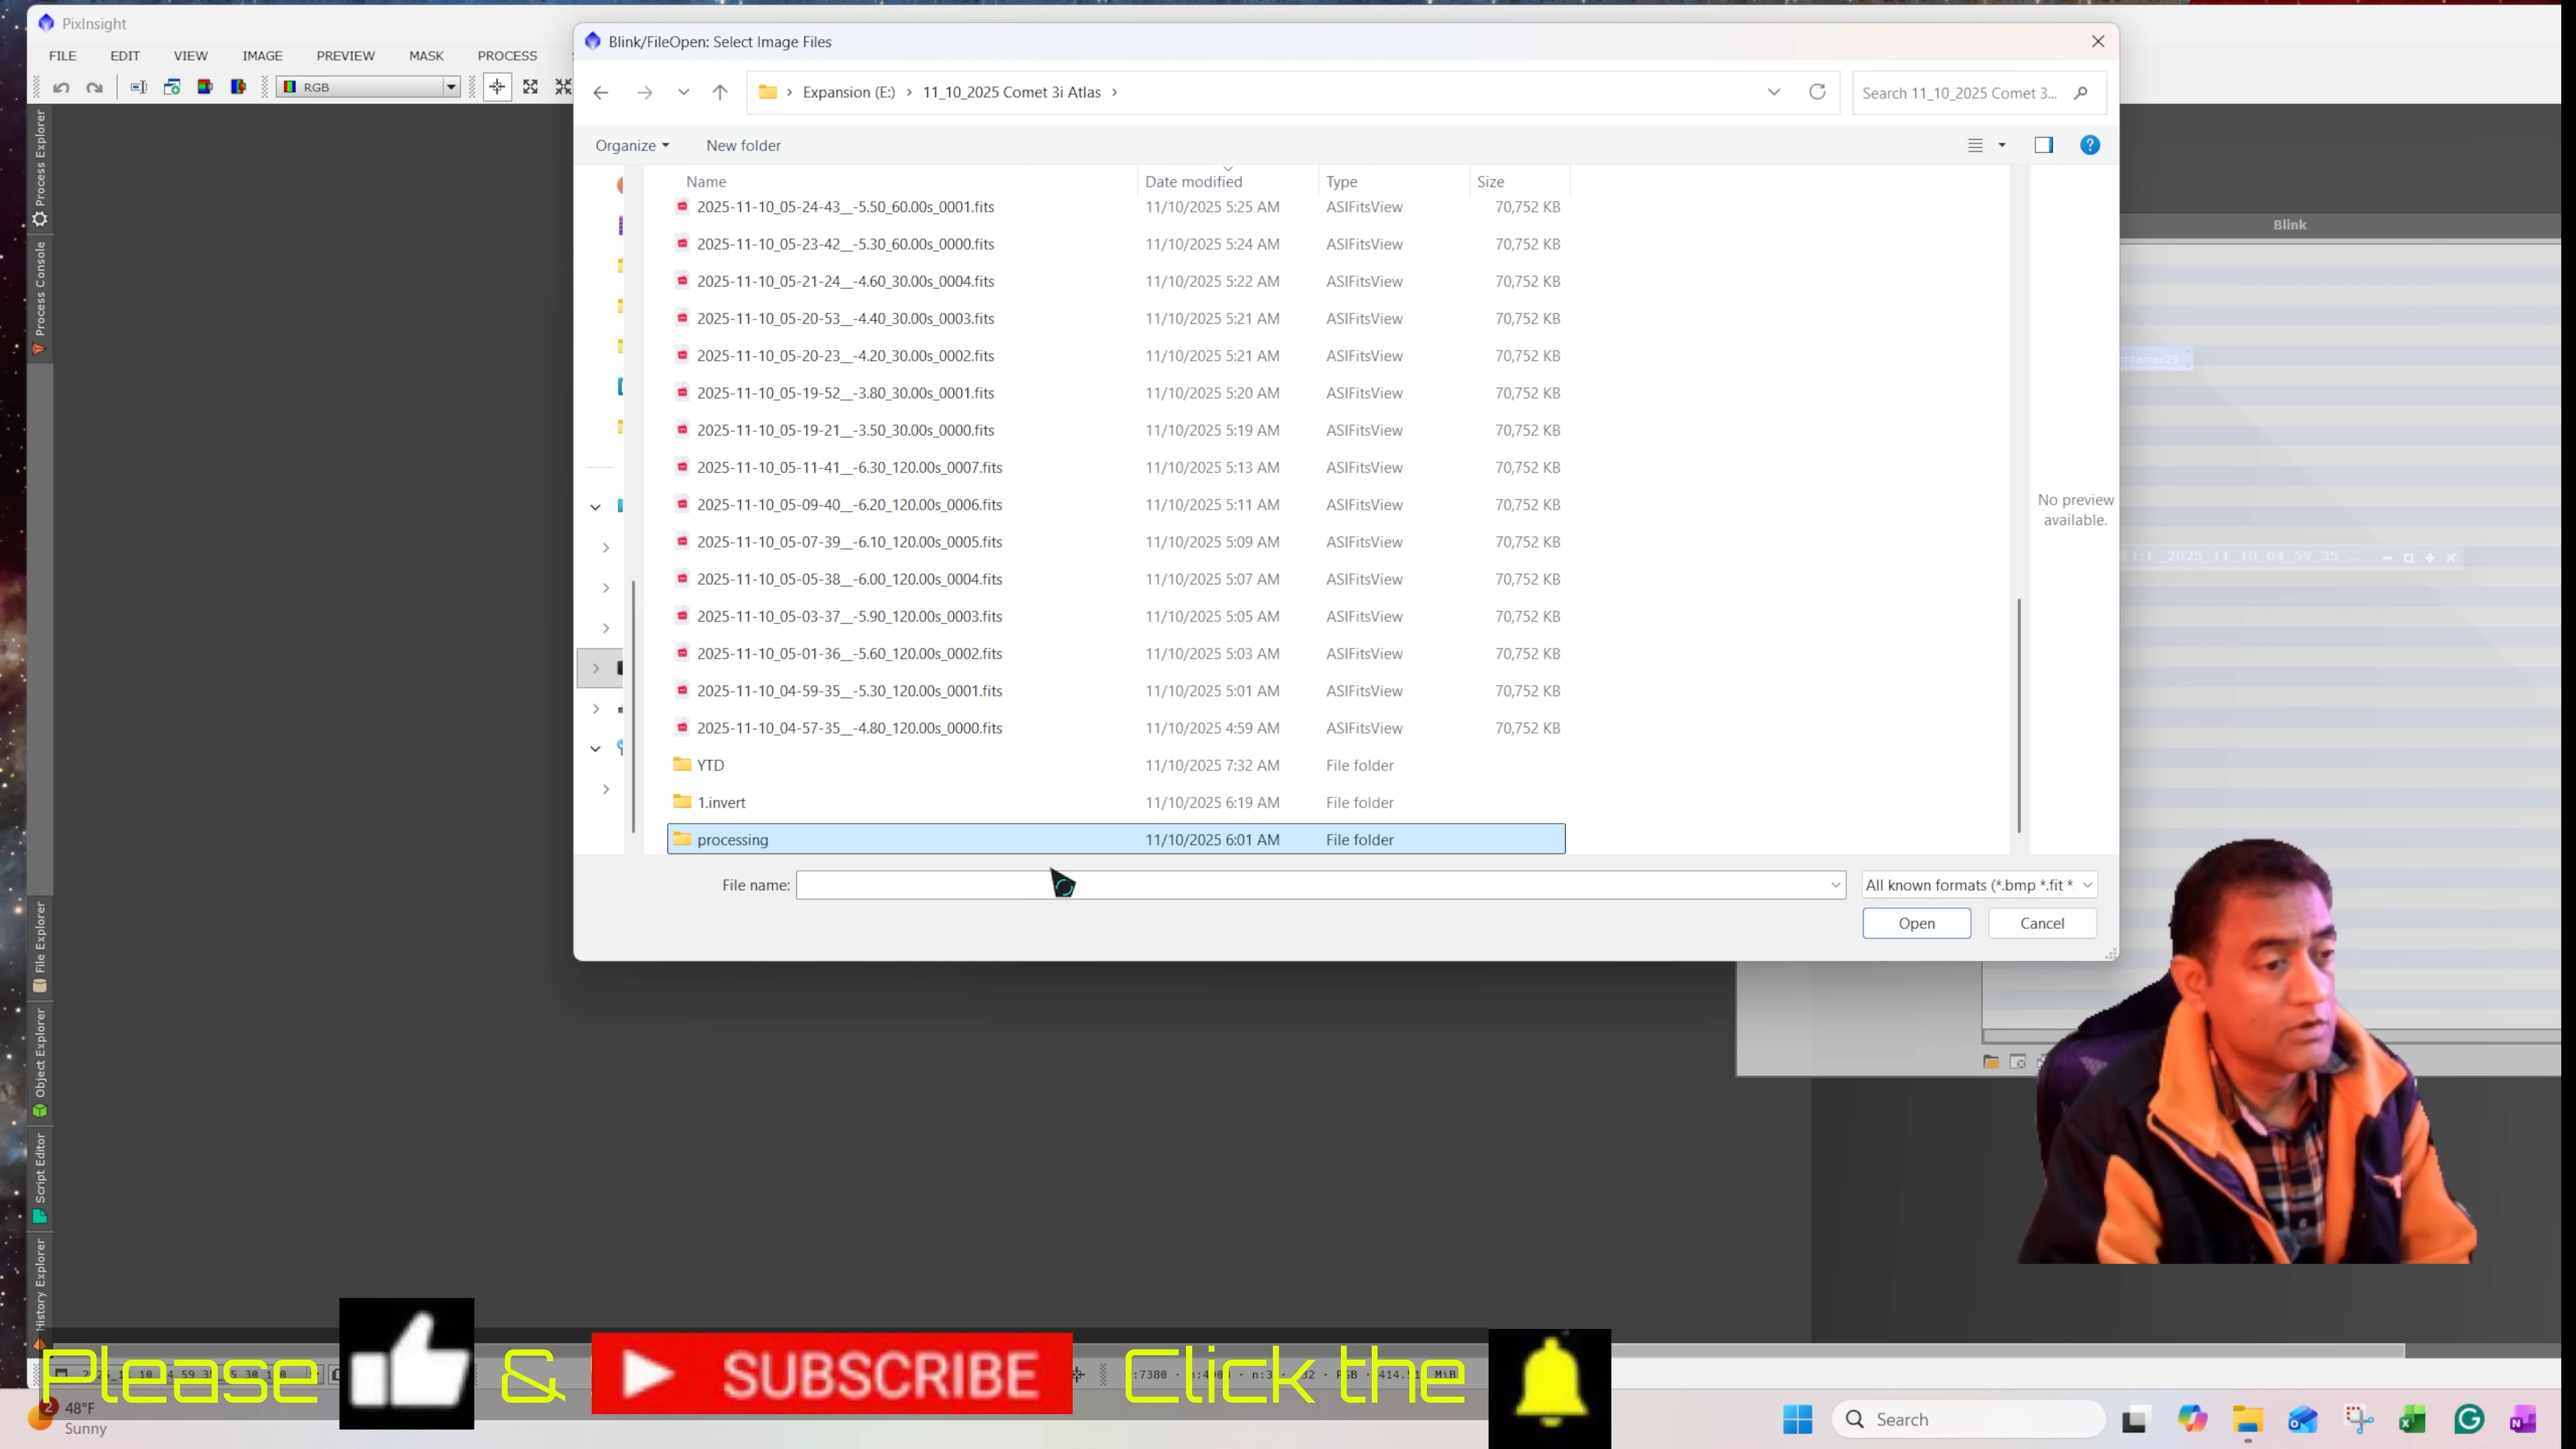 PixInsight
FILE EDIT VIEW IMAGE PREVIEW MASK PROCESS
RGB
Process Explorer
Process Console
File Explorer
Object Explorer
Script Editor
History Explorer
Blink/FileOpen: Select Image Files
Expansion (E:) › 11_10_2025 Comet 3i Atlas ›
Search 11_10_2025 Comet 3...
Organize New folder
Name Date modified Type Size
2025-11-10_05-24-43__-5.50_60.00s_0001.fits 11/10/2025 5:25 AM ASIFitsView 70,752 KB
2025-11-10_05-23-42__-5.30_60.00s_0000.fits 11/10/2025 5:24 AM ASIFitsView 70,752 KB
2025-11-10_05-21-24__-4.60_30.00s_0004.fits 11/10/2025 5:22 AM ASIFitsView 70,752 KB
2025-11-10_05-20-53__-4.40_30.00s_0003.fits 11/10/2025 5:21 AM ASIFitsView 70,752 KB
2025-11-10_05-20-23__-4.20_30.00s_0002.fits 11/10/2025 5:21 AM ASIFitsView 70,752 KB
2025-11-10_05-19-52__-3.80_30.00s_0001.fits 11/10/2025 5:20 AM ASIFitsView 70,752 KB
2025-11-10_05-19-21__-3.50_30.00s_0000.fits 11/10/2025 5:19 AM ASIFitsView 70,752 KB
2025-11-10_05-11-41__-6.30_120.00s_0007.fits 11/10/2025 5:13 AM ASIFitsView 70,752 KB
2025-11-10_05-09-40__-6.20_120.00s_0006.fits 11/10/2025 5:11 AM ASIFitsView 70,752 KB
2025-11-10_05-07-39__-6.10_120.00s_0005.fits 11/10/2025 5:09 AM ASIFitsView 70,752 KB
2025-11-10_05-05-38__-6.00_120.00s_0004.fits 11/10/2025 5:07 AM ASIFitsView 70,752 KB
2025-11-10_05-03-37__-5.90_120.00s_0003.fits 11/10/2025 5:05 AM ASIFitsView 70,752 KB
2025-11-10_05-01-36__-5.60_120.00s_0002.fits 11/10/2025 5:03 AM ASIFitsView 70,752 KB
2025-11-10_04-59-35__-5.30_120.00s_0001.fits 11/10/2025 5:01 AM ASIFitsView 70,752 KB
2025-11-10_04-57-35__-4.80_120.00s_0000.fits 11/10/2025 4:59 AM ASIFitsView 70,752 KB
YTD 11/10/2025 7:32 AM File folder
1.invert 11/10/2025 6:19 AM File folder
processing 11/10/2025 6:01 AM File folder
No preview
available.
File name:
All known formats (*.bmp *.fit *
Open Cancel
Blink
ntainer29
1:1 _2025_11_10_04_59_35_...
Please & SUBSCRIBE Click the
2
48°F
Sunny
Search